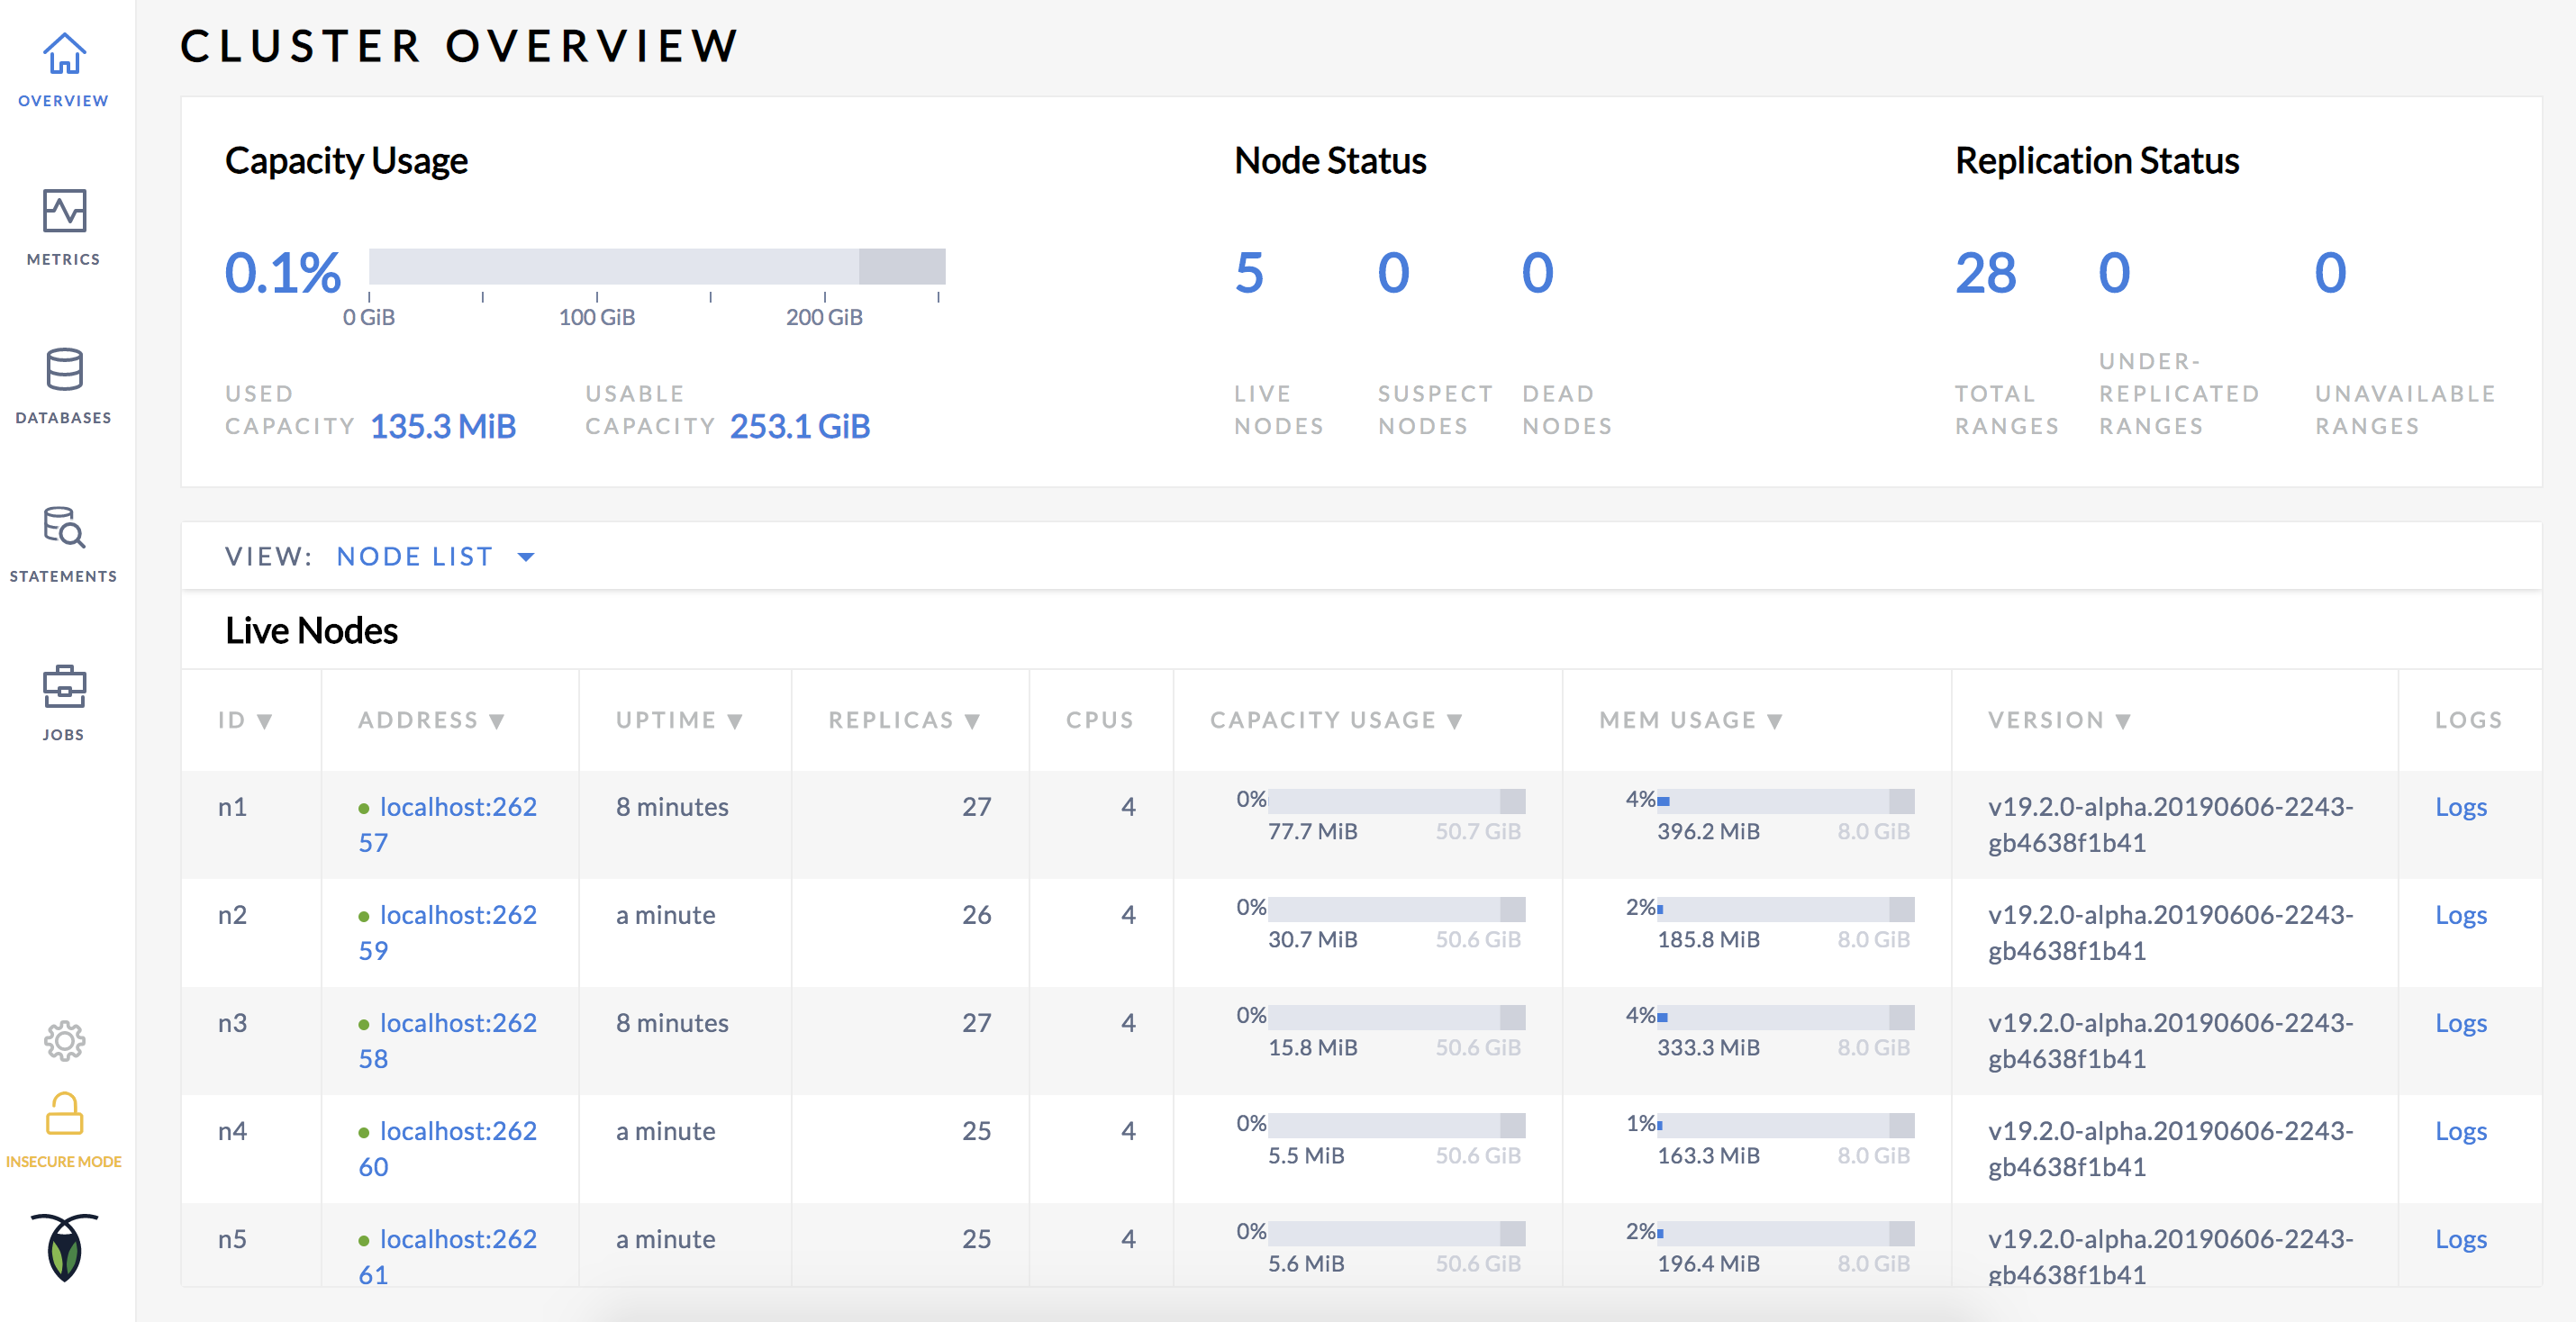 CLUSTER OVERVIEW
OVERVIEW
METRICS
DATABASES
STATEMENTS
JOBS
INSECURE MODE
Capacity Usage
0.1%
0 GiB 100 GiB 200 GiB
USED CAPACITY 135.3 MiB
USABLE CAPACITY 253.1 GiB
Node Status
5 0 0
LIVE NODES
SUSPECT NODES
DEAD NODES
Replication Status
28 0 0
TOTAL RANGES
UNDER-REPLICATED RANGES
UNAVAILABLE RANGES
VIEW: NODE LIST
Live Nodes
ID ▼ ADDRESS ▼ UPTIME ▼ REPLICAS ▼ CPUS CAPACITY USAGE ▼ MEM USAGE ▼ VERSION ▼ LOGS
n1 localhost:262 8 minutes 27 4 0% 4% v19.2.0-alpha.20190606-2243- Logs
57 77.7 MiB 50.7 GiB 396.2 MiB 8.0 GiB gb4638f1b41
n2 localhost:262 a minute 26 4 0% 2% v19.2.0-alpha.20190606-2243- Logs
59 30.7 MiB 50.6 GiB 185.8 MiB 8.0 GiB gb4638f1b41
n3 localhost:262 8 minutes 27 4 0% 4% v19.2.0-alpha.20190606-2243- Logs
58 15.8 MiB 50.6 GiB 333.3 MiB 8.0 GiB gb4638f1b41
n4 localhost:262 a minute 25 4 0% 1% v19.2.0-alpha.20190606-2243- Logs
60 5.5 MiB 50.6 GiB 163.3 MiB 8.0 GiB gb4638f1b41
n5 localhost:262 a minute 25 4 0% 2% v19.2.0-alpha.20190606-2243- Logs
61 5.6 MiB 50.6 GiB 196.4 MiB 8.0 GiB gb4638f1b41